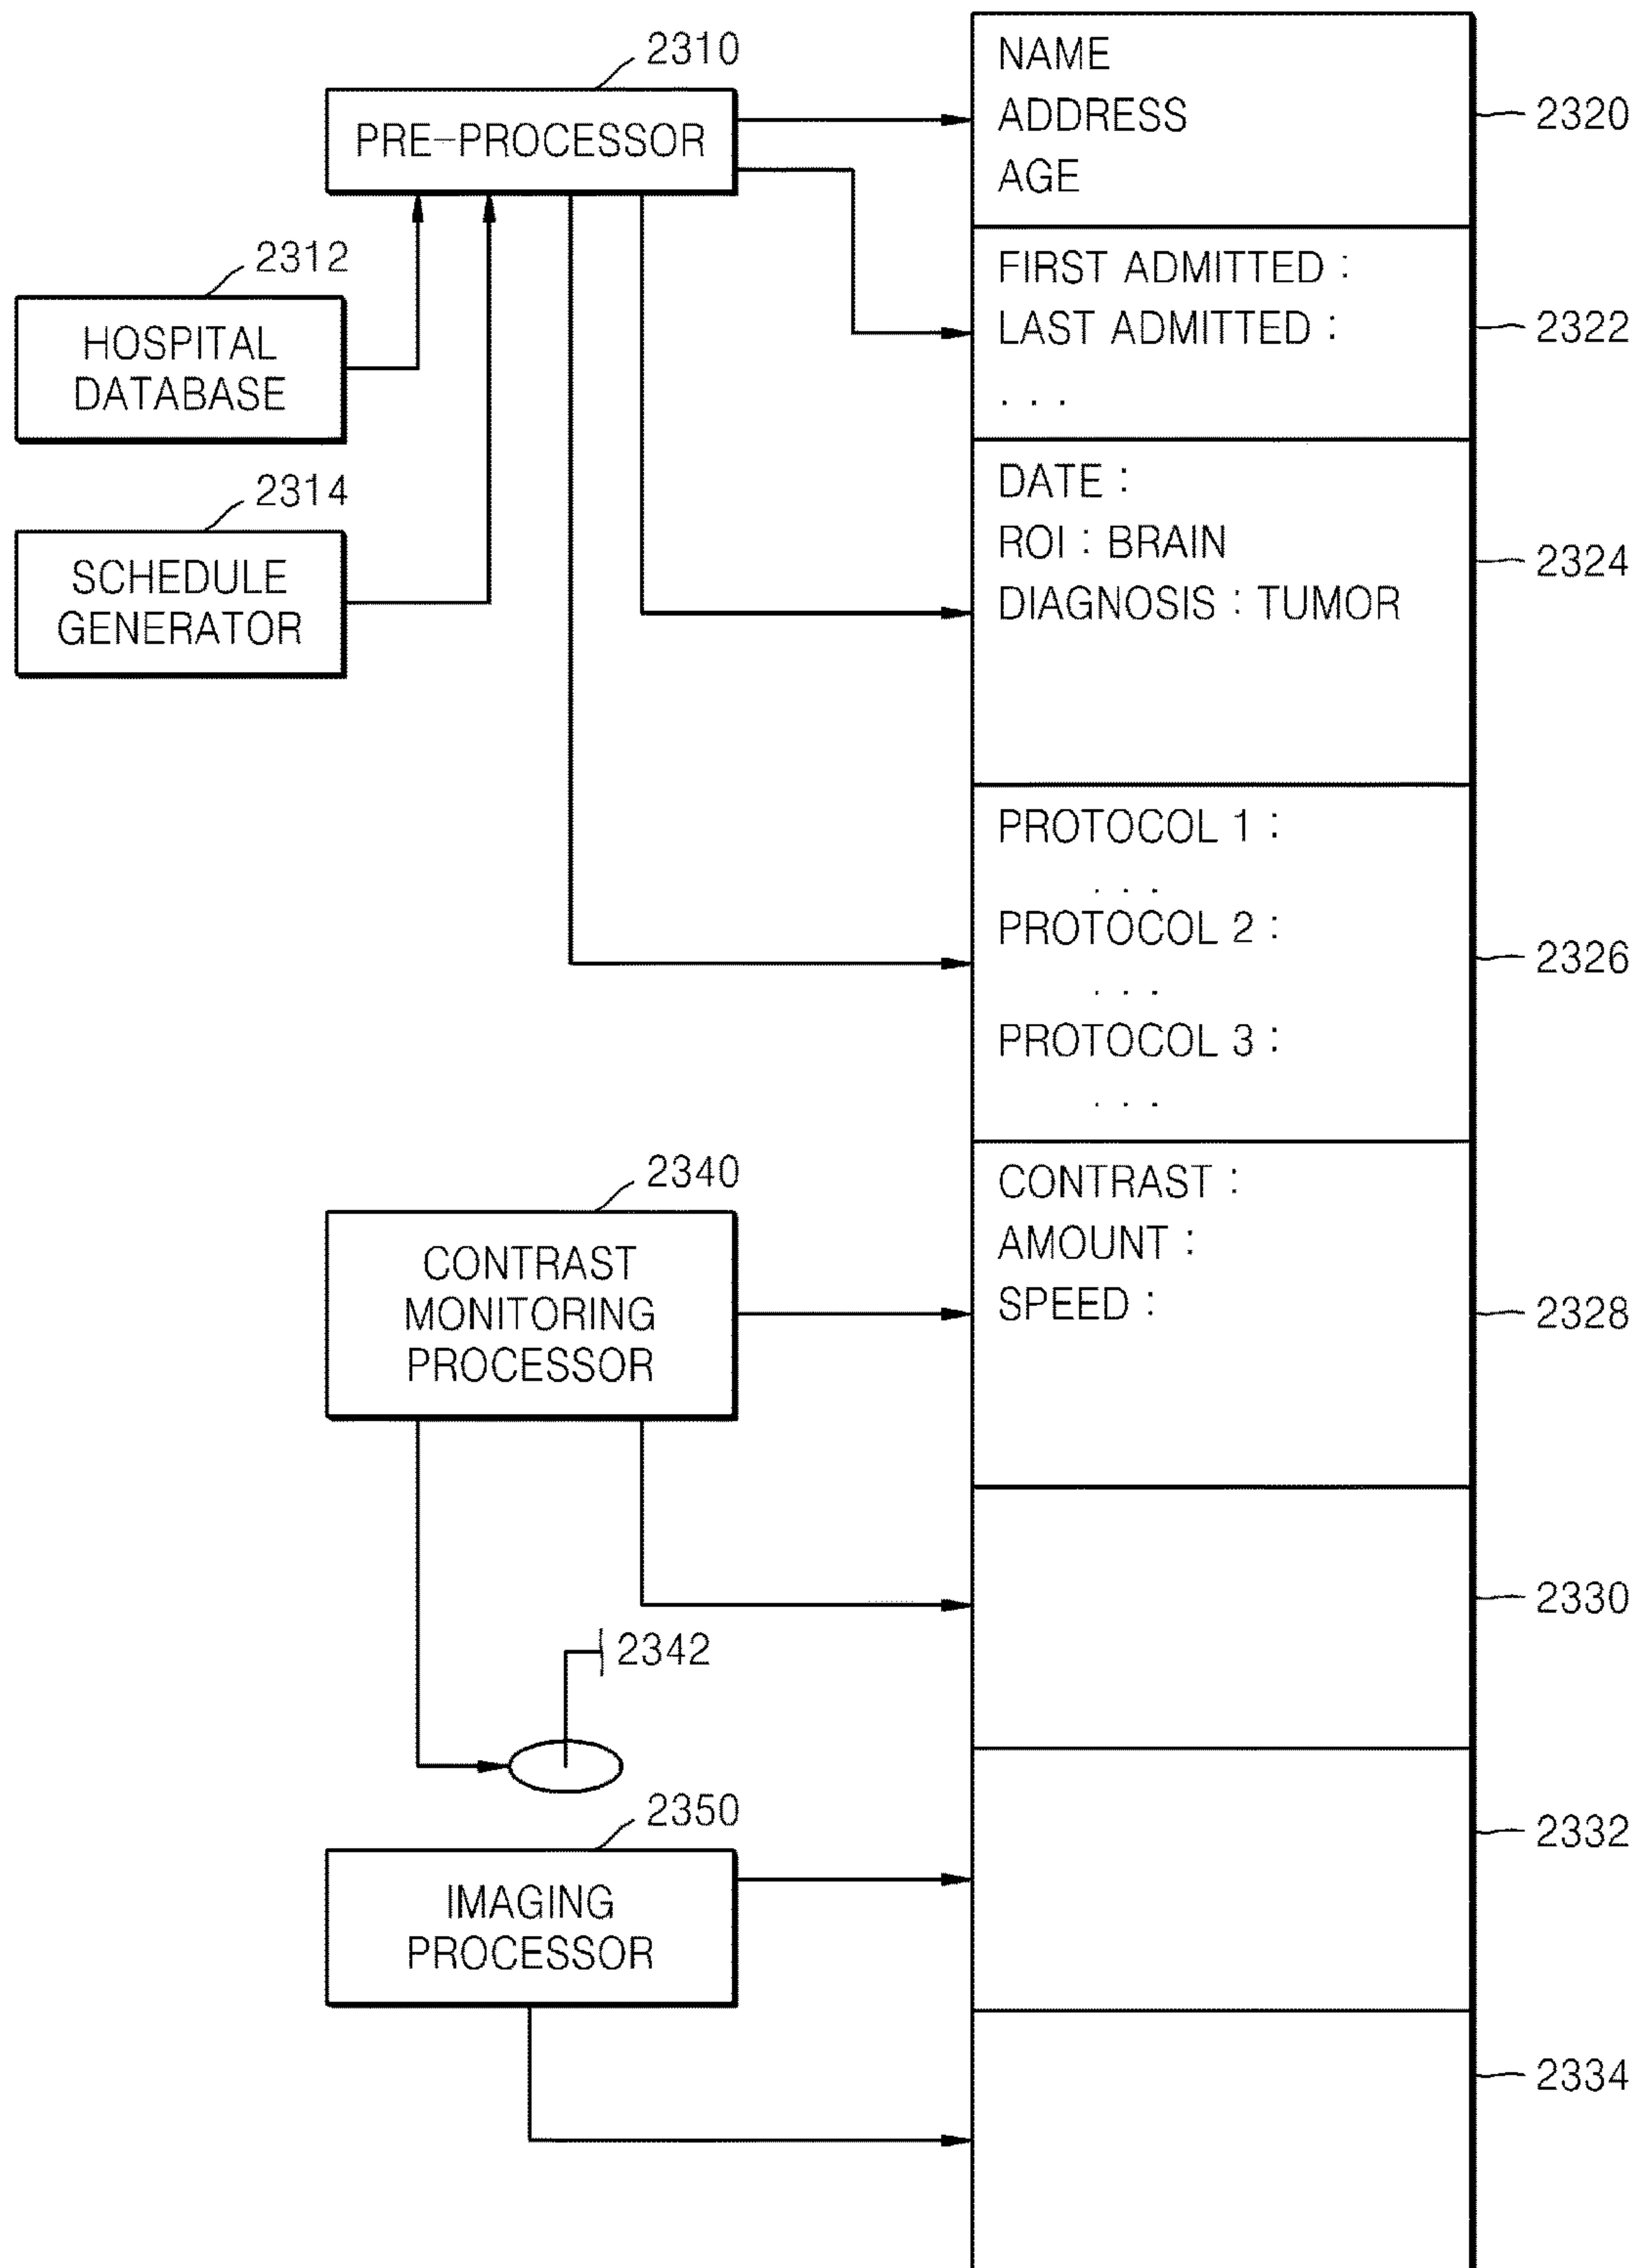 2310
PRE-PROCESSOR
2312
HOSPITAL
DATABASE
2314
SCHEDULE
GENERATOR
NAME
ADDRESS
AGE
2320
FIRST ADMITTED :
LAST ADMITTED :
. . .
2322
DATE :
ROI : BRAIN
DIAGNOSIS : TUMOR
2324
PROTOCOL 1 :
. . .
PROTOCOL 2 :
. . .
PROTOCOL 3 :
. . .
2326
2340
CONTRAST
MONITORING
PROCESSOR
CONTRAST :
AMOUNT :
SPEED :
2328
2330
2342
2350
IMAGING
PROCESSOR
2332
2334